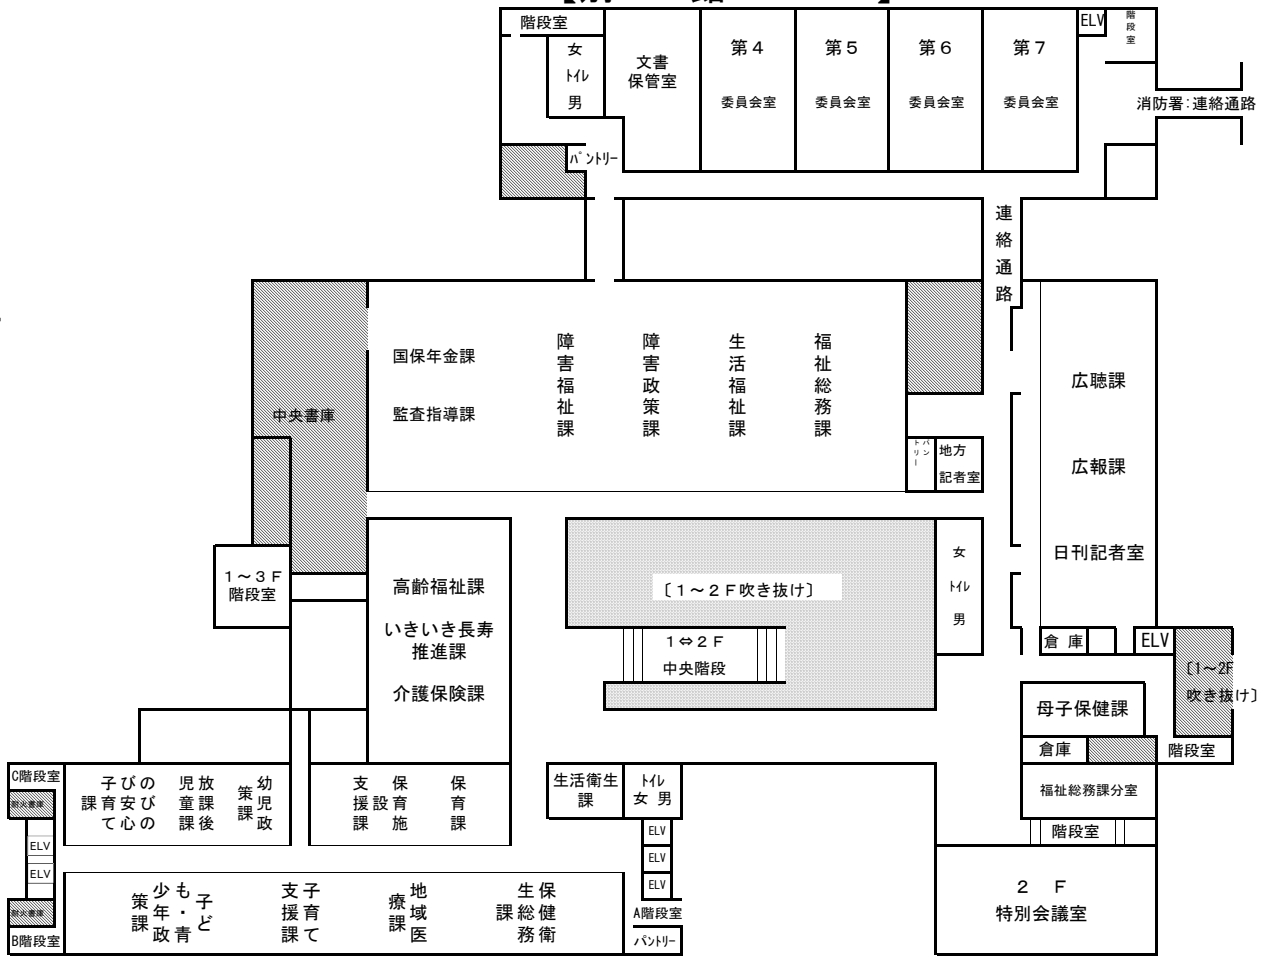 階段室
女
トイレ
男
文書
保管室
第4
委員会室
第5
委員会室
第6
委員会室
第7
委員会室
ELV
階段室
消防署:連絡通路
パントリー
連絡通路
中央書庫
国保年金課
監査指導課
障害福祉課
障害政策課
生活福祉課
福祉総務課
パントリー
地方
記者室
広聴課
広報課
日刊記者室
1~3F
階段室
高齢福祉課
いきいき長寿
推進課
介護保険課
〔1~2F吹き抜け〕
1⇔2F
中央階段
女
トイレ
男
倉庫
ELV
〔1~2F
吹き抜け〕
母子保健課
倉庫
階段室
福祉総務課分室
階段室
2 F
特別会議室
C階段室
耐火書庫
ELV
ELV
耐火書庫
B階段室
のびのび安心の子育て課
放課後児童課
幼児政策課
保育施設支援課
保育課
生活衛生
課
トイレ
女 男
ELV
ELV
ELV
A階段室
パントリー
子ども・青少年政策課
子育て支援課
地域医療課
保健衛生総務課